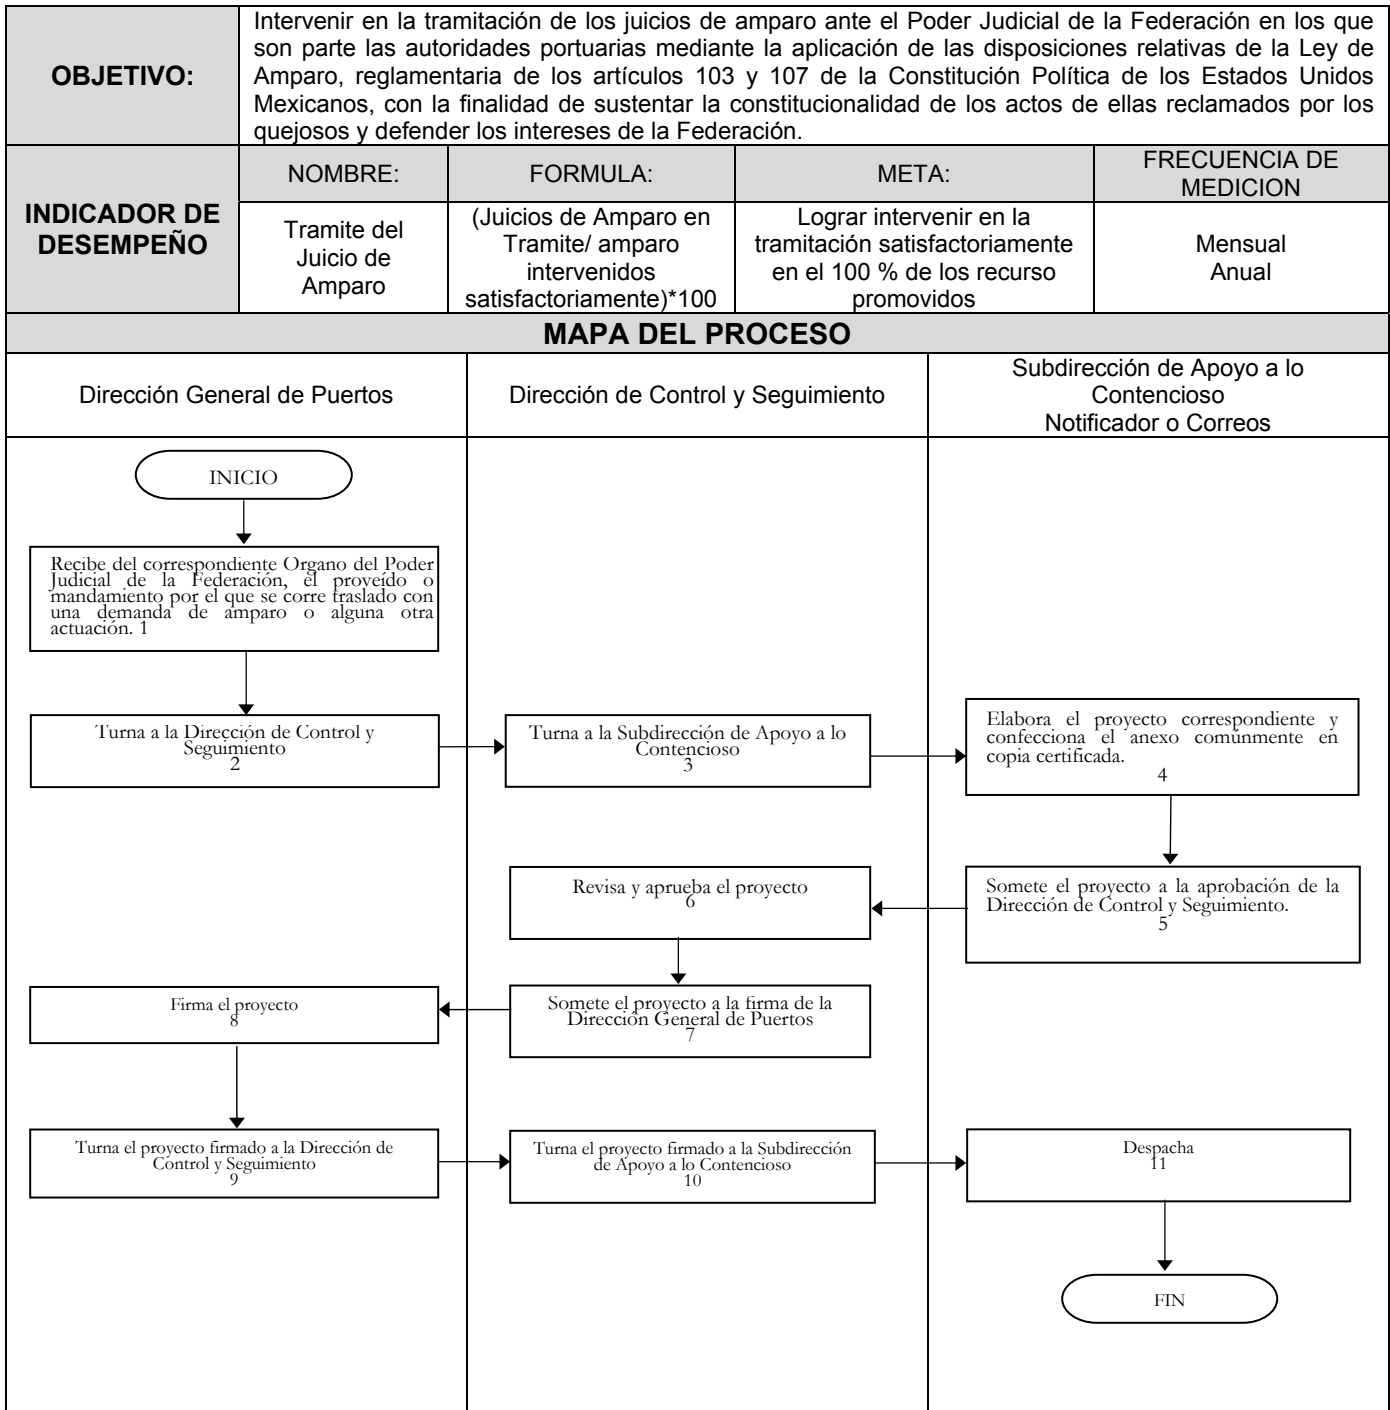 OBJETIVO:
Intervenir en la tramitación de los juicios de amparo ante el Poder Judicial de la Federación en los que
son parte las autoridades portuarias mediante la aplicación de las disposiciones relativas de la Ley de
Amparo, reglamentaria de los artículos 103 y 107 de la Constitución Política de los Estados Unidos
Mexicanos, con la finalidad de sustentar la constitucionalidad de los actos de ellas reclamados por los
quejosos y defender los intereses de la Federación.
INDICADOR DE
DESEMPEÑO
NOMBRE:
FORMULA:
META:
FRECUENCIA DE
MEDICION
Tramite del
Juicio de
Amparo
(Juicios de Amparo en
Tramite/ amparo
intervenidos
satisfactoriamente)*100
Lograr intervenir en la
tramitación satisfactoriamente
en el 100 % de los recurso
promovidos
Mensual
Anual
MAPA DEL PROCESO
Dirección General de Puertos
Dirección de Control y Seguimiento
Subdirección de Apoyo a lo
Contencioso
Notificador o Correos
INICIO
Recibe del correspondiente Organo del Poder
Judicial de la Federación, el proveído o
mandamiento por el que se corre traslado con
una demanda de amparo o alguna otra
actuación. 1
Turna a la Dirección de Control y
Seguimiento
2
Turna a la Subdirección de Apoyo a lo
Contencioso
3
Elabora el proyecto correspondiente y
confecciona el anexo comúnmente en
copia certificada.
4
Somete el proyecto a la aprobación de la
Dirección de Control y Seguimiento.
5
Revisa y aprueba el proyecto
6
Somete el proyecto a la firma de la
Dirección General de Puertos
7
Firma el proyecto
8
Turna el proyecto firmado a la Dirección de
Control y Seguimiento
9
Turna el proyecto firmado a la Subdirección
de Apoyo a lo Contencioso
10
Despacha
11
FIN